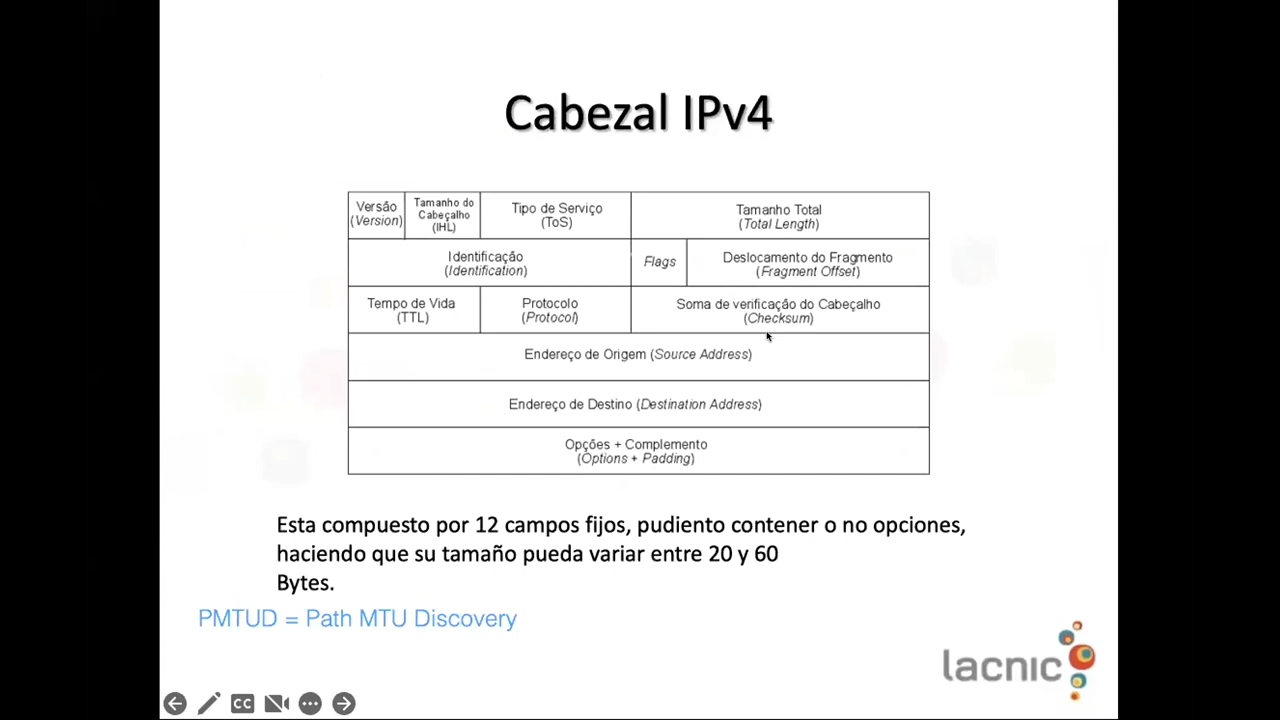 Cabezal IPv4
Versão
(Version)
Tamanho do
Cabeçalho
(IHL)
Tipo de Serviço
(ToS)
Tamanho Total
(Total Length)
Identificação
(Identification)
Flags
Deslocamento do Fragmento
(Fragment Offset)
Tempo de Vida
(TTL)
Protocolo
(Protocol)
Soma de verificação do Cabeçalho
(Checksum)
Endereço de Origem (Source Address)
Endereço de Destino (Destination Address)
Opções + Complemento
(Options + Padding)
Esta compuesto por 12 campos fijos, pudiento contener o no opciones,
haciendo que su tamaño pueda variar entre 20 y 60
Bytes.
PMTUD = Path MTU Discovery
lacnic
CC